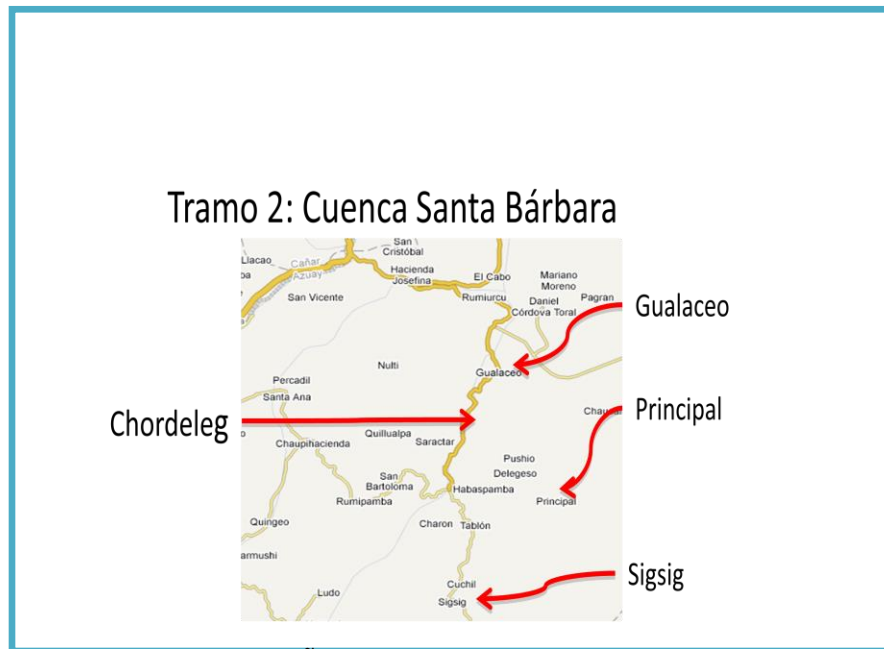 Tramo 2: Cuenca Santa Bárbara
San
Cristóbal
Llacao
Cañar
Azuay
Hacienda
Josefina
El Cabo
Mariano
Moreno
San Vicente
Rumiurcu
Daniel
Córdova Toral
Pagran
Gualaceo
Nulti
Gualaceo
Percadil
Santa Ana
Principal
Chordeleg
Quillualpa
Saractar
Chaupihacienda
Pushio
Delegeso
San
Bartoloma
Habaspamba
Rumipamba
Principal
Quingeo
Charon
Tablón
armushi
Cuchil
Sigsig
Sigsig
Ludo